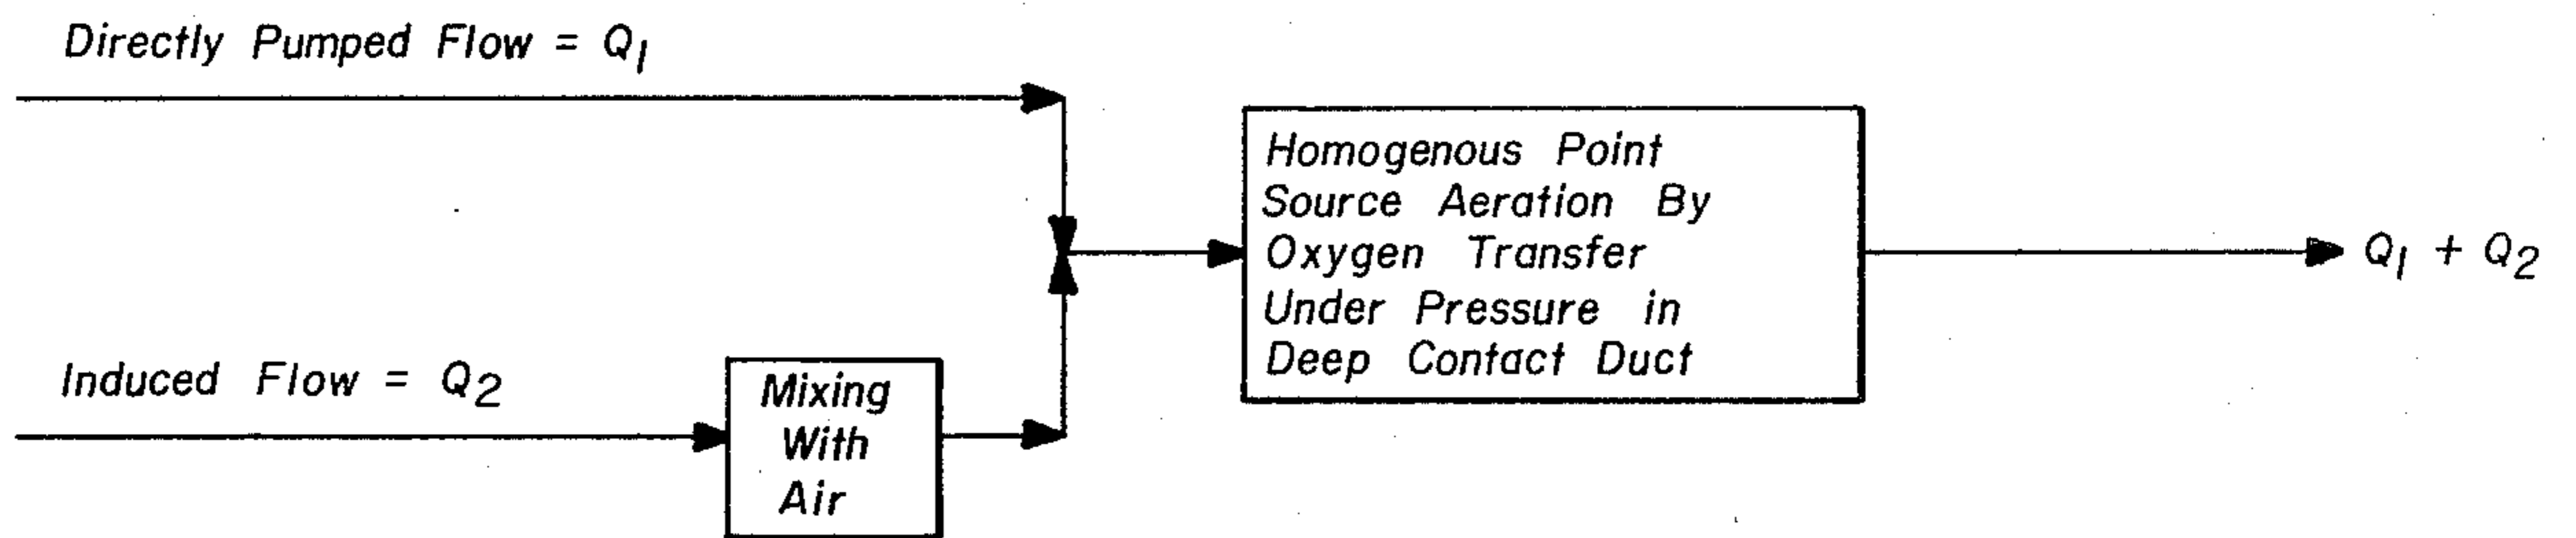 Directly Pumped Flow = Q1
Homogenous Point
Source Aeration By
Oxygen Transfer
Under Pressure in
Deep Contact Duct
Q1 + Q2
Induced Flow = Q2
Mixing
With
Air